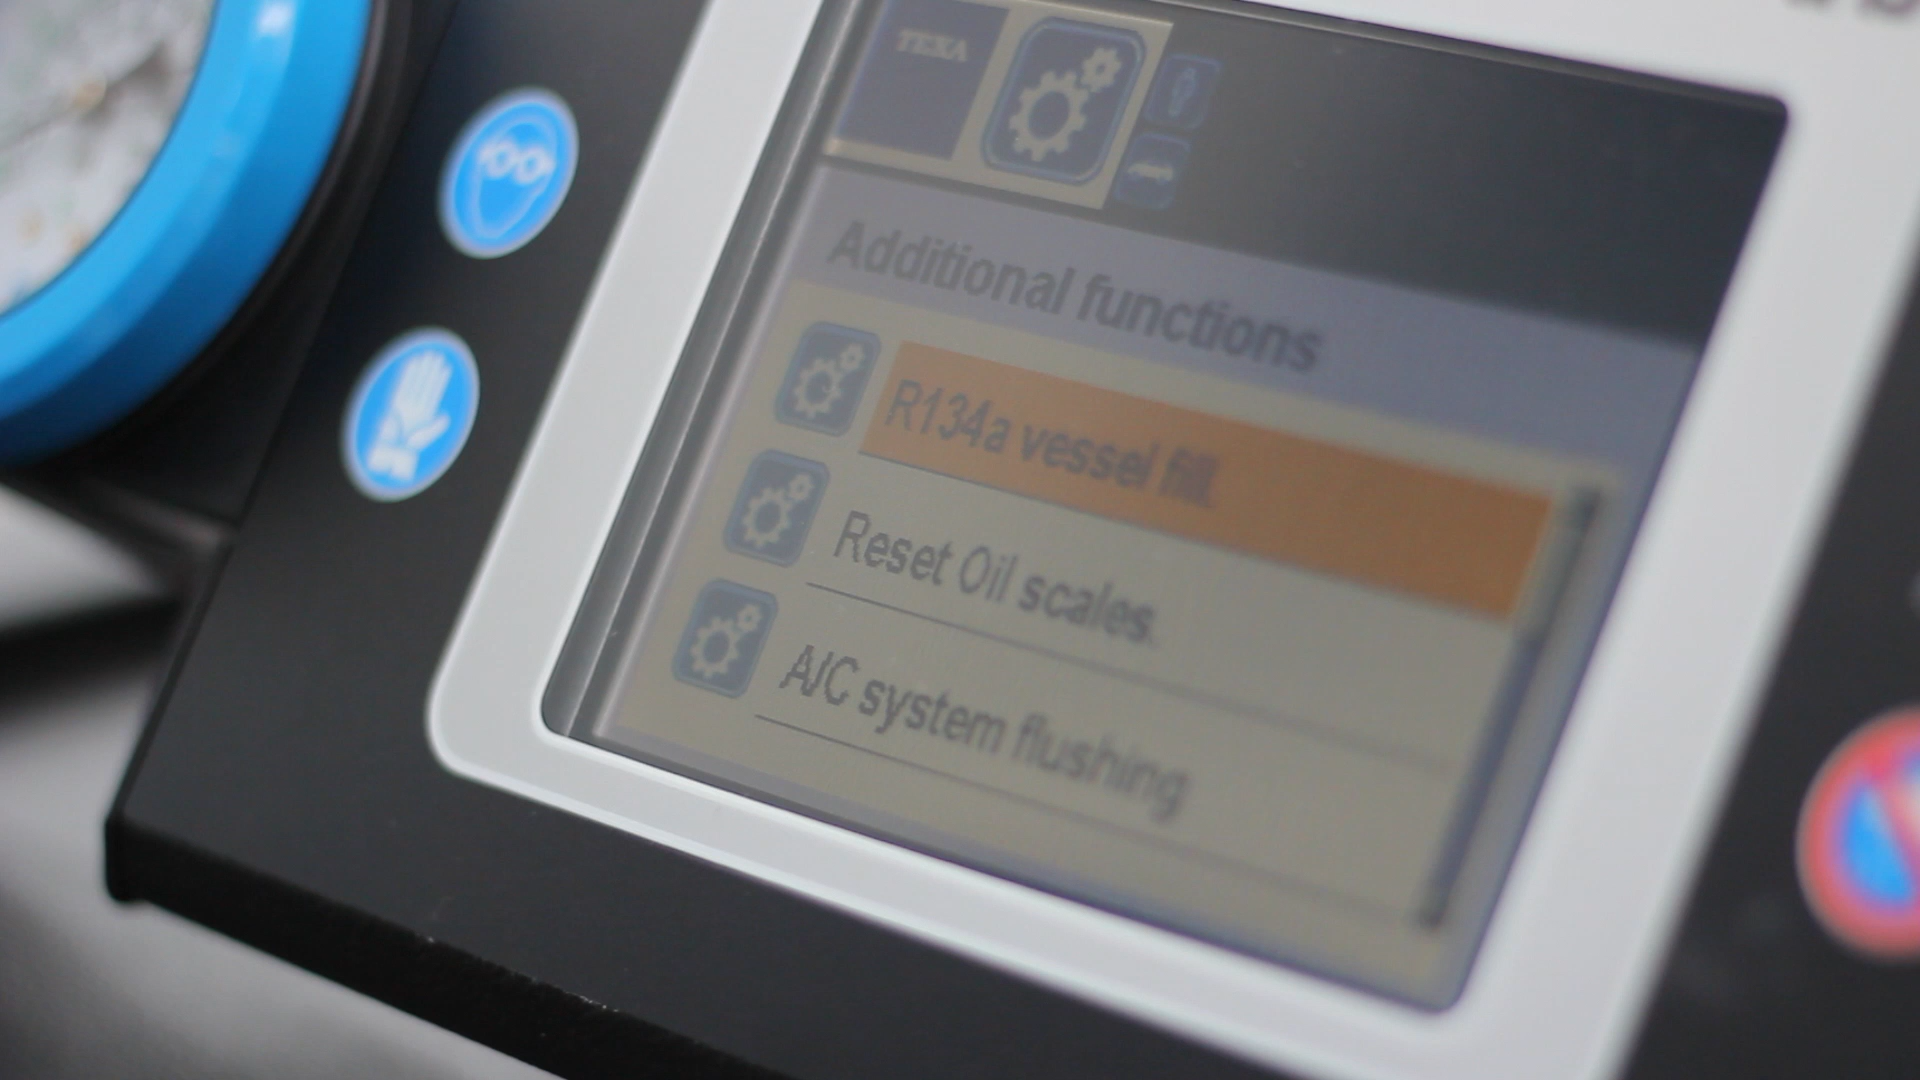 TEXA
Additional functions
R134a vessel fill.
Reset Oil scales.
A/C system flushing